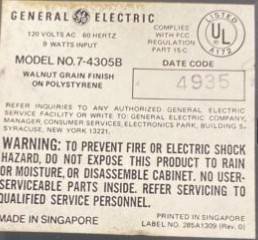 GENERAL GE ELECTRIC
120 VOLTS AC 60 HERTZ
9 WATTS INPUT
COMPLIES
WITH FCC
REGULATION
PART 15-C
LISTED
UL
MODEL NO.7-4305B
DATE CODE
WALNUT GRAIN FINISH
ON POLYSTYRENE
4935
REFER INQUIRIES TO ANY AUTHORIZED GENERAL ELECTRIC
SERVICE FACILITY OR WRITE TO: GENERAL ELECTRIC COMPANY,
MANAGER, CONSUMER SERVICES, ELECTRONICS PARK, BUILDING 5,
SYRACUSE, NEW YORK 13221.
WARNING: TO PREVENT FIRE OR ELECTRIC SHOCK
HAZARD, DO NOT EXPOSE THIS PRODUCT TO RAIN
OR MOISTURE, OR DISASSEMBLE CABINET. NO USER-
SERVICEABLE PARTS INSIDE. REFER SERVICING TO
QUALIFIED SERVICE PERSONNEL.
MADE IN SINGAPORE
PRINTED IN SINGAPORE
LABEL NO. 285A1309 (Rev. 0)